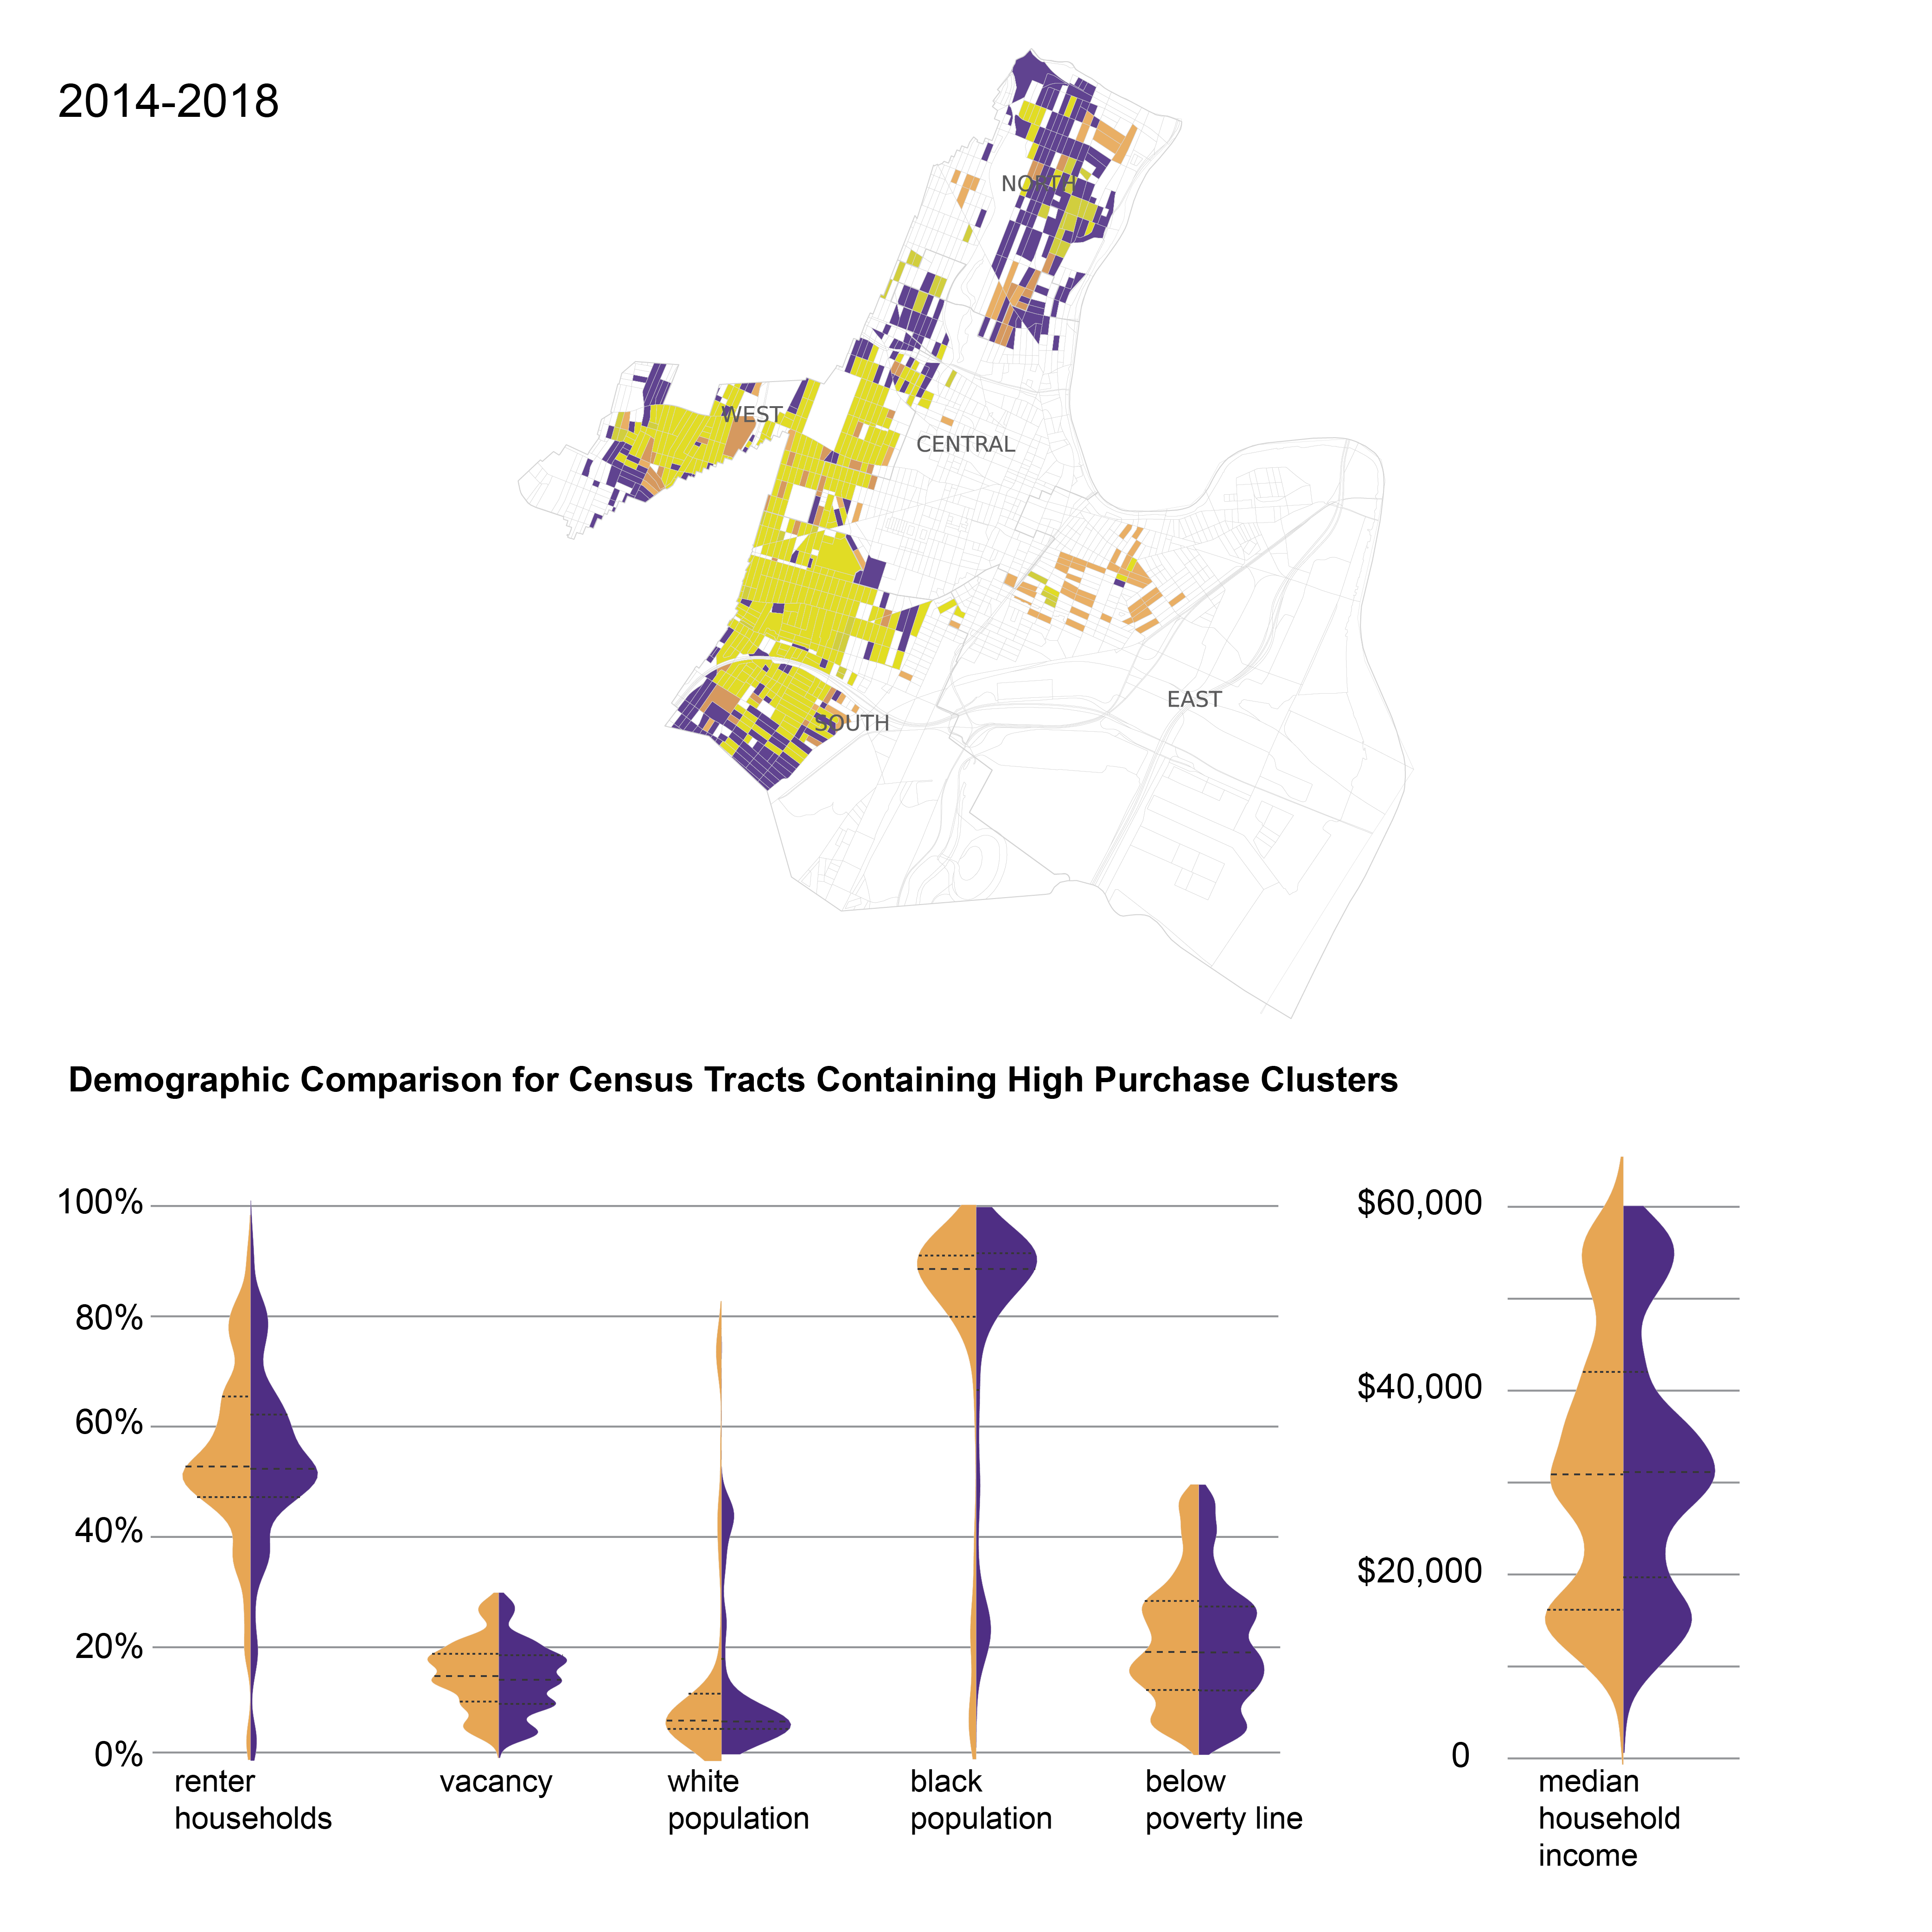 2014-2018
NORTH
WEST
CENTRAL
EAST
SOUTH
Demographic Comparison for Census Tracts Containing High Purchase Clusters
100%
80%
60%
40%
20%
0%
$60,000
$40,000
$20,000
0
renter
households
vacancy
white
population
black
population
below
poverty line
median
household
income